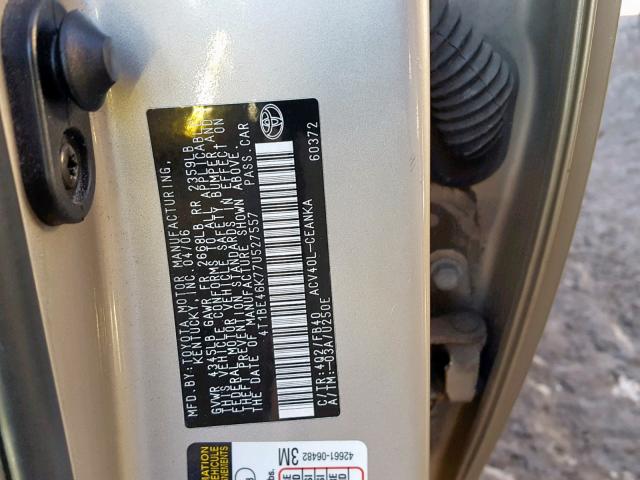 MFD.BY:TOYOTA MOTOR MANUFACTURING,
KENTUCKY, INC. 04/06
GVWR 4345LB GAWR FR 2668LB RR 2359LB
THIS VEHICLE CONFORMS TO ALL APPLICABLE
FEDERAL MOTOR VEHICLE SAFETY, BUMPER AND
THEFT PREVENTION STANDARDS IN EFFECT ON
THE DATE OF MANUFACTURE SHOWN ABOVE.
4T1BE46K77U527557 PASS.CAR
C/TR:4Q2/FB40 ACV40L-CEANKA
A/TM:-03A/U250E 60372
42661-06482
3M